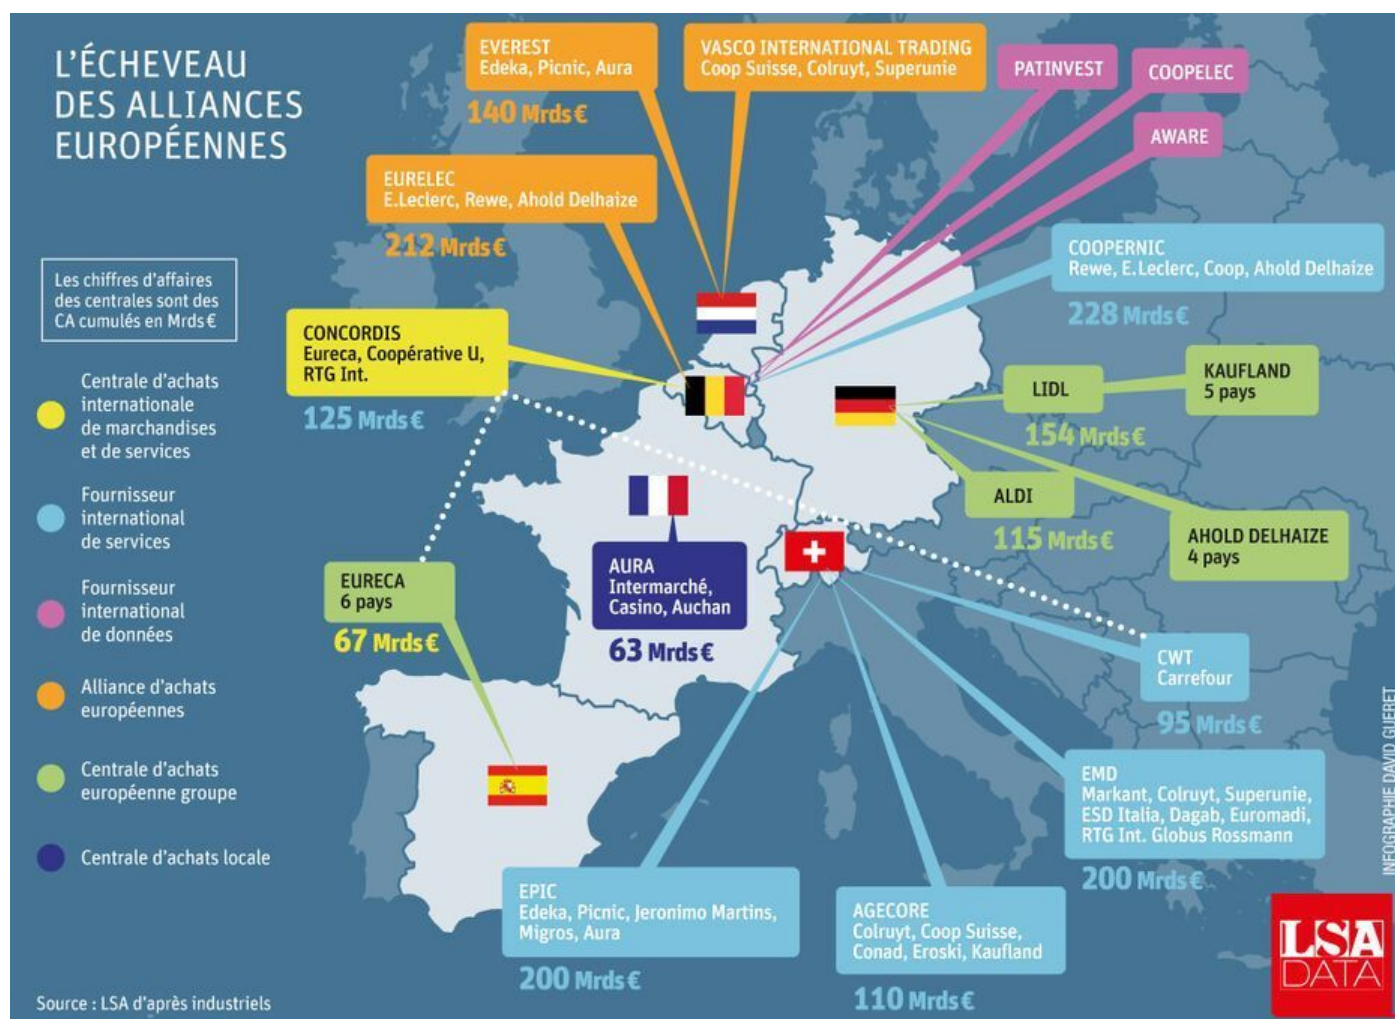 L'ÉCHEVEAU
DES ALLIANCES
EUROPÉENNES
Les chiffres d'affaires
des centrales sont des
CA cumulés en Mrds€
Centrale d'achats
internationale
de marchandises
et de services
Fournisseur
international
de services
Fournisseur
international
de données
Alliance d'achats
européennes
Centrale d'achats
européenne groupe
Centrale d'achats locale
EVEREST
Edeka, Picnic, Aura
140 Mrds€
VASCO INTERNATIONAL TRADING
Coop Suisse, Colruyt, Superunie
PATINVEST
COOPELEC
AWARE
EURELEC
E.Leclerc, Rewe, Ahold Delhaize
212 Mrds€
COOPERNIC
Rewe, E.Leclerc, Coop, Ahold Delhaize
228 Mrds€
CONCORDIS
Eureca, Coopérative U,
RTG Int.
125 Mrds€
LIDL
154 Mrds€
KAUFLAND
5 pays
ALDI
115 Mrds€
AHOLD DELHAIZE
4 pays
EURECA
6 pays
67 Mrds€
AURA
Intermarché,
Casino, Auchan
63 Mrds€
CWT
Carrefour
95 Mrds€
EMD
Markant, Colruyt, Superunie,
ESD Italia, Dagab, Euromadi,
RTG Int. Globus Rossmann
200 Mrds€
EPIC
Edeka, Picnic, Jeronimo Martins,
Migros, Aura
200 Mrds€
AGECORE
Colruyt, Coop Suisse,
Conad, Eroski, Kaufland
110 Mrds€
INFOGRAPHIE DAVID GUERET
LSA
DATA
Source : LSA d'après industriels